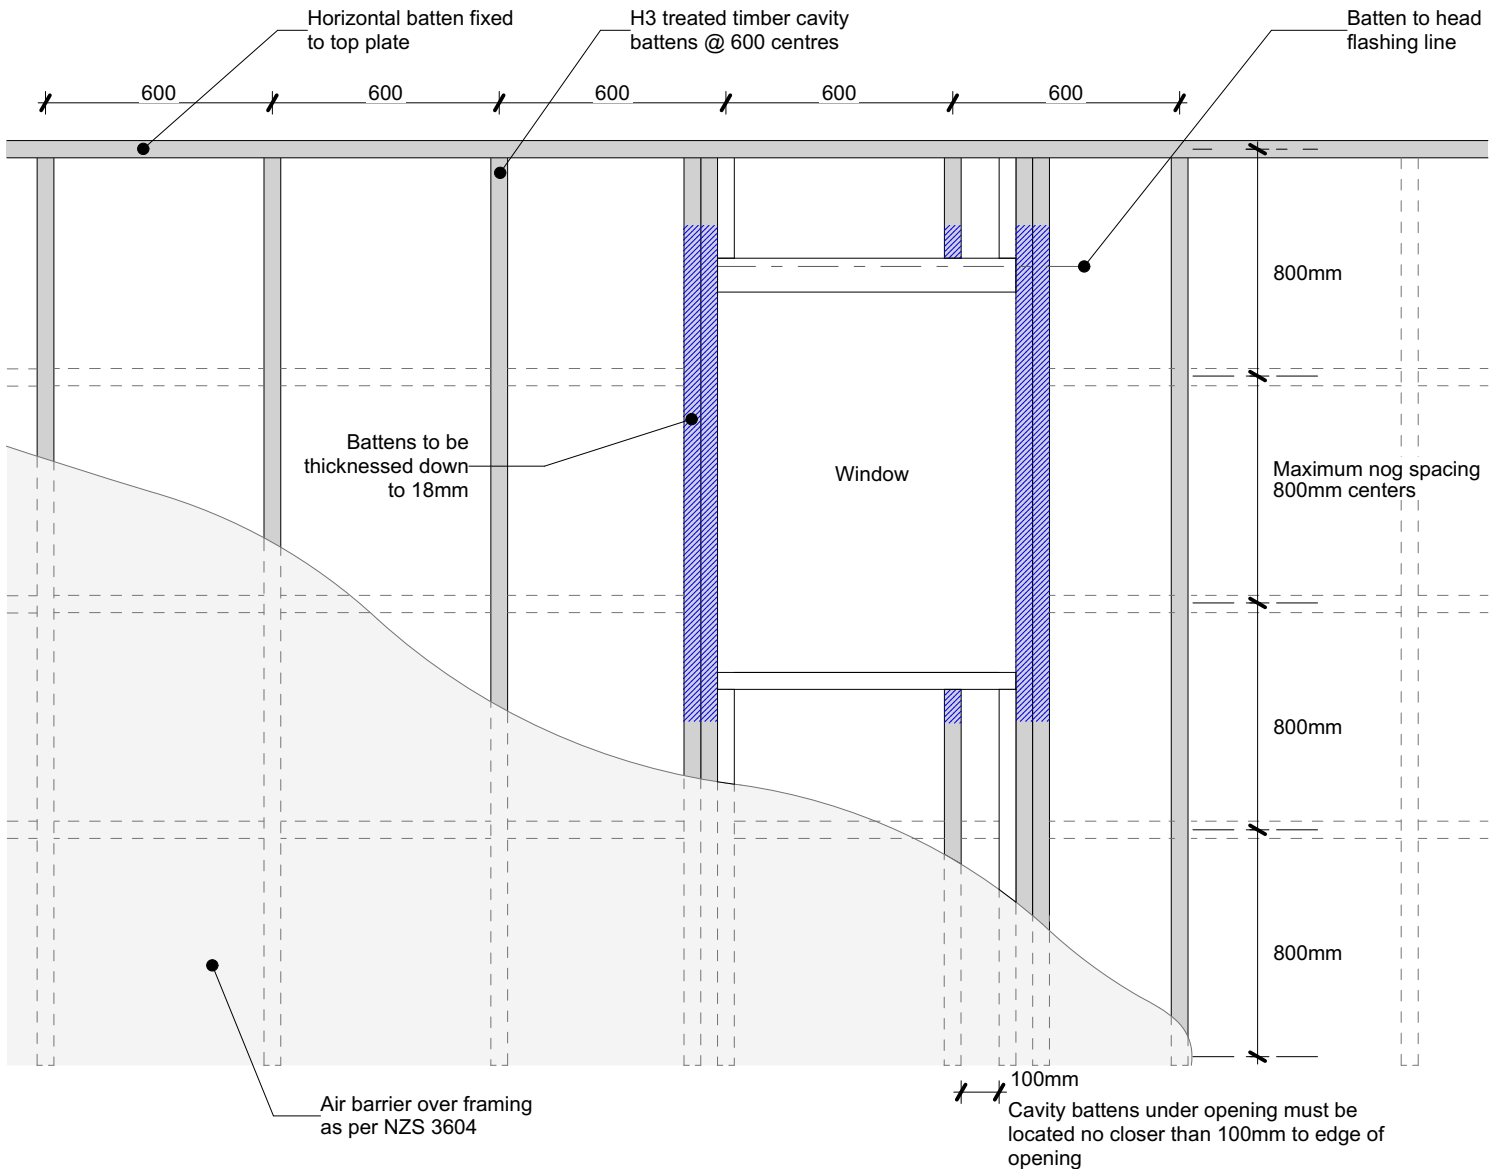 Horizontal batten fixed
to top plate
H3 treated timber cavity
battens @ 600 centres
Batten to head
flashing line
600
600
600
600
600
800mm
Battens to be
thicknessed down
to 18mm
Window
Maximum nog spacing
800mm centers
800mm
800mm
100mm
Cavity battens under opening must be
located no closer than 100mm to edge of
opening
Air barrier over framing
as per NZS 3604